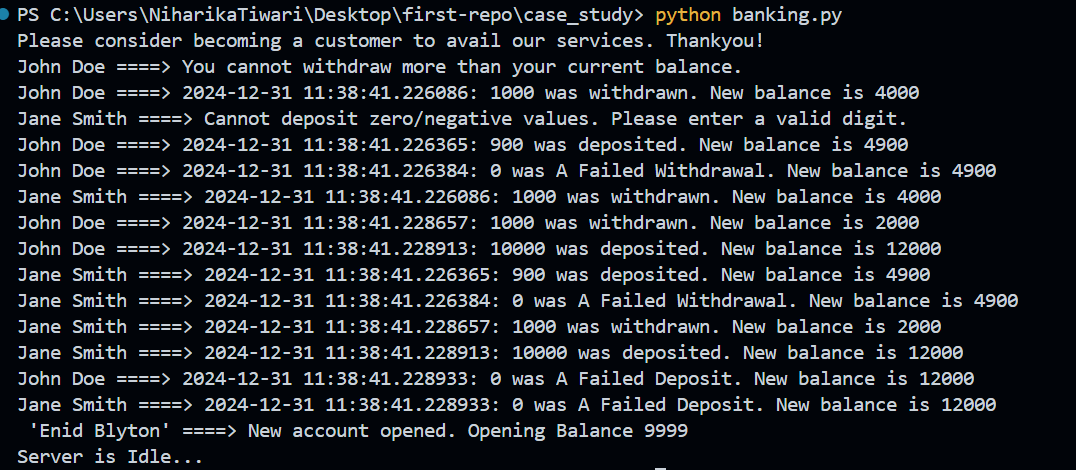 PS C:\Users\NiharikaTiwari\Desktop\first-repo\case_study> python banking.py
Please consider becoming a customer to avail our services. Thankyou!
John Doe ====> You cannot withdraw more than your current balance.
John Doe ====> 2024-12-31 11:38:41.226086: 1000 was withdrawn. New balance is 4000
Jane Smith ====> Cannot deposit zero/negative values. Please enter a valid digit.
John Doe ====> 2024-12-31 11:38:41.226365: 900 was deposited. New balance is 4900
John Doe ====> 2024-12-31 11:38:41.226384: 0 was A Failed Withdrawal. New balance is 4900
Jane Smith ====> 2024-12-31 11:38:41.226086: 1000 was withdrawn. New balance is 4000
John Doe ====> 2024-12-31 11:38:41.228657: 1000 was withdrawn. New balance is 2000
John Doe ====> 2024-12-31 11:38:41.228913: 10000 was deposited. New balance is 12000
Jane Smith ====> 2024-12-31 11:38:41.226365: 900 was deposited. New balance is 4900
Jane Smith ====> 2024-12-31 11:38:41.226384: 0 was A Failed Withdrawal. New balance is 4900
Jane Smith ====> 2024-12-31 11:38:41.228657: 1000 was withdrawn. New balance is 2000
Jane Smith ====> 2024-12-31 11:38:41.228913: 10000 was deposited. New balance is 12000
John Doe ====> 2024-12-31 11:38:41.228933: 0 was A Failed Deposit. New balance is 12000
Jane Smith ====> 2024-12-31 11:38:41.228933: 0 was A Failed Deposit. New balance is 12000
 'Enid Blyton' ====> New account opened. Opening Balance 9999
Server is Idle...